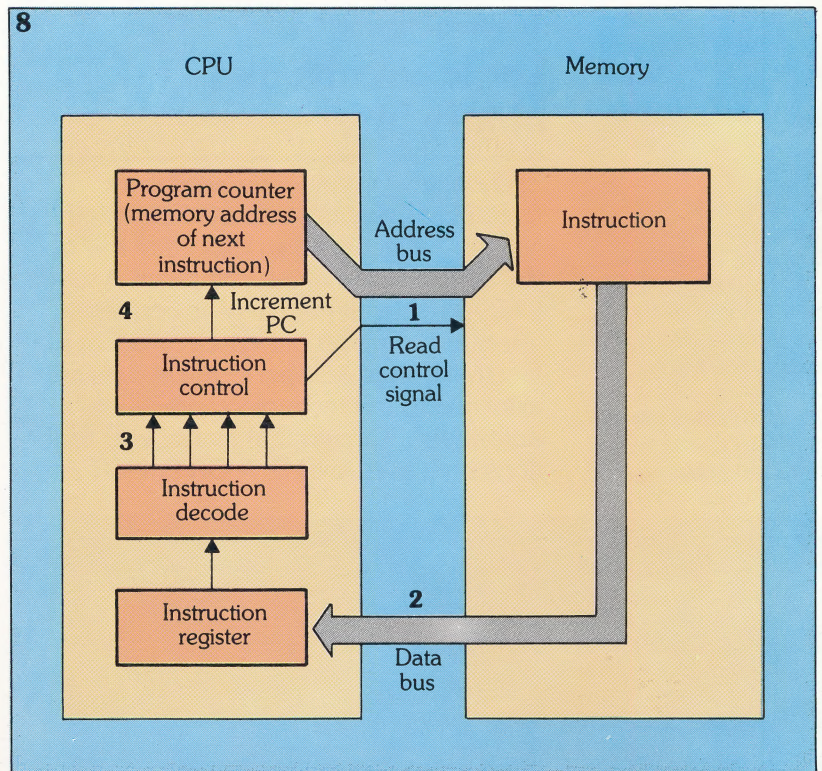 8
CPU
Memory
Program counter
(memory address
of next
instruction)
Instruction
Address
bus
4
Increment
PC
1
Read
control
signal
Instruction
control
3
Instruction
decode
2
Instruction
register
Data
bus